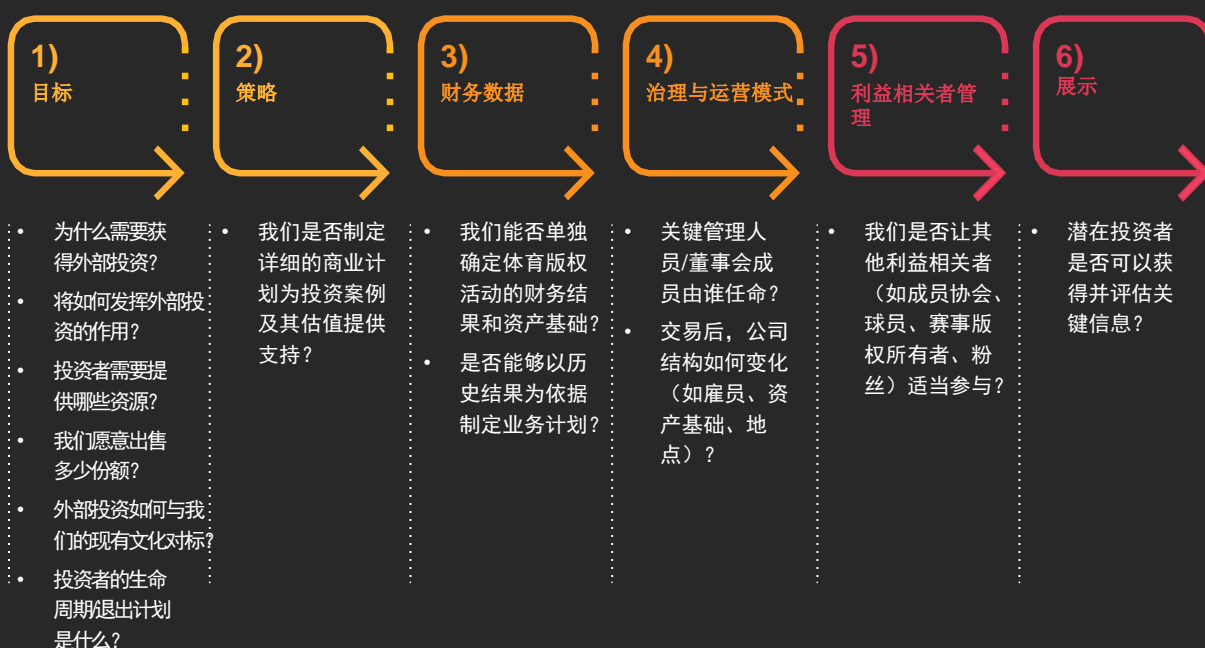 1)
目标
2)
策略
3)
财务数据
4)
治理与运营模式
5)
利益相关者管
理
6)
展示
• 为什么需要获
得外部投资?
• 将如何发挥外部投
资的作用?
• 投资者需要提
供哪些资源?
• 我们愿意出售
多少份额?
• 外部投资如何与我
们的现有文化对标?
• 投资者的生命
周期/退出计划
是什么?
• 我们是否制定
详细的商业计
划为投资案例
及其估值提供
支持?
• 我们能否单独
确定体育版权
活动的财务结
果和资产基础?
• 是否能够以历
史结果为依据
制定业务计划?
• 关键管理人
员/董事会成
员由谁任命?
• 交易后，公司
结构如何变化
（如雇员、资
产基础、地
点）?
• 我们是否让其
他利益相关者
（如成员协会、
球员、赛事版
权所有者、粉
丝）适当参与?
• 潜在投资者
是否可以获
得并评估关
键信息?